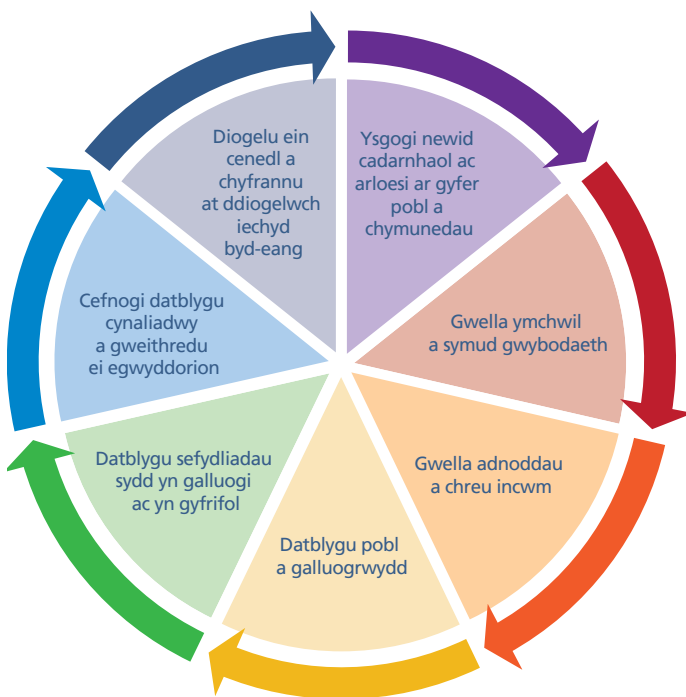 Ysgogi newid
cadarnhaol ac
arloesi ar gyfer
pobl a
chymunedau
Gwella ymchwil
a symud gwybodaeth
Gwella adnoddau
a chreu incwm
Datblygu pobl
a galluogrwydd
Datblygu sefydliadau
sydd yn galluogi
ac yn gyfrifol
Cefnogi datblygu
cynaliadwy
a gweithredu
ei egwyddorion
Diogelu ein
cenedl a
chyfrannu
at ddiogelwch
iechyd
byd-eang